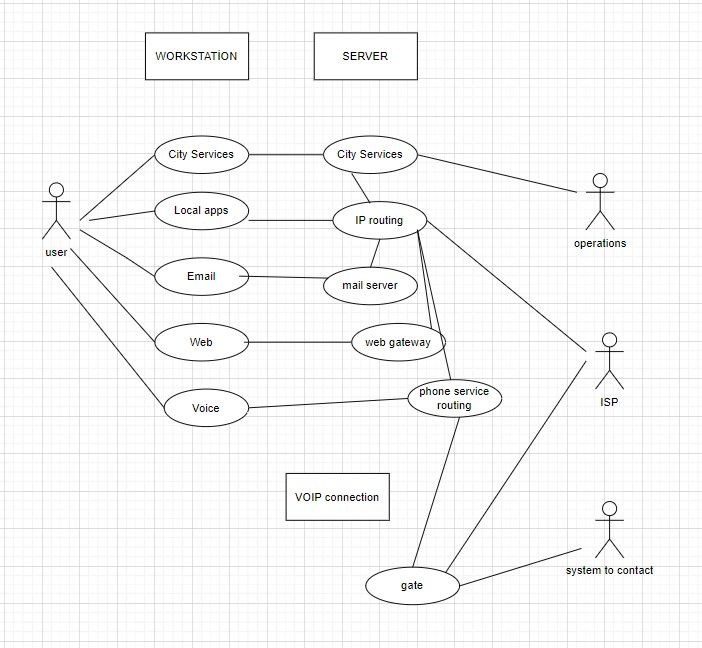 WORKSTATION
SERVER
City Services
City Services
Local apps
IP routing
operations
user
Email
mail server
Web
web gateway
phone service
routing
ISP
Voice
VOIP connection
system to contact
gate